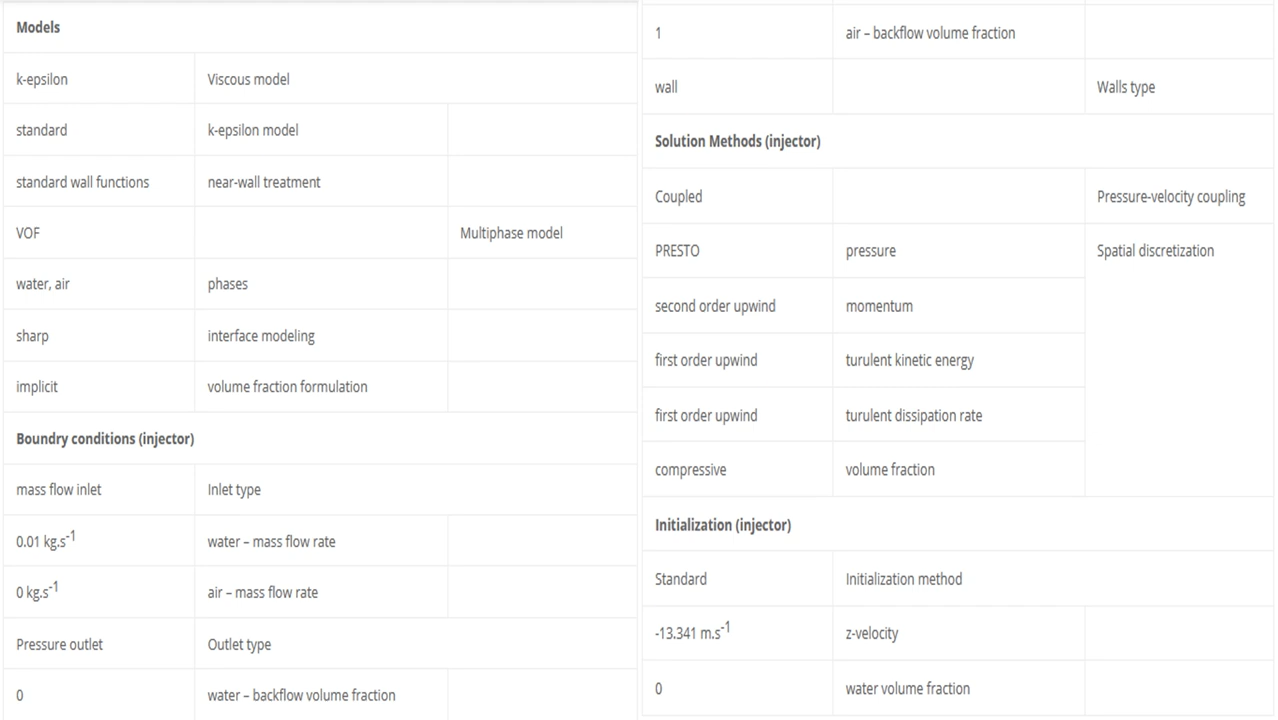 Models
k-epsilon Viscous model
standard k-epsilon model
standard wall functions near-wall treatment
VOF Multiphase model
water, air phases
sharp interface modeling
implicit volume fraction formulation
Boundry conditions (injector)
mass flow inlet Inlet type
0.01 kg.s-1 water – mass flow rate
0 kg.s-1 air – mass flow rate
Pressure outlet Outlet type
0 water – backflow volume fraction
1 air – backflow volume fraction
wall Walls type
Solution Methods (injector)
Coupled Pressure-velocity coupling
PRESTO pressure Spatial discretization
second order upwind momentum
first order upwind turulent kinetic energy
first order upwind turulent dissipation rate
compressive volume fraction
Initialization (injector)
Standard Initialization method
-13.341 m.s-1 z-velocity
0 water volume fraction